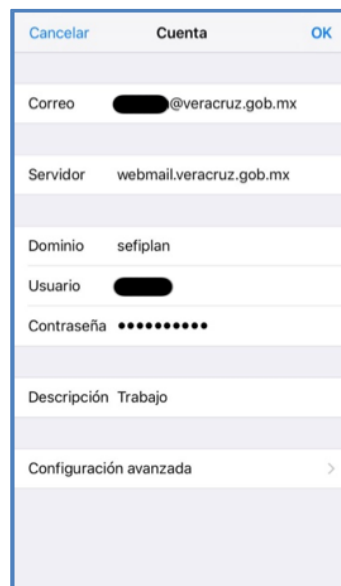 Cancelar Cuenta OK
Correo @veracruz.gob.mx
Servidor webmail.veracruz.gob.mx
Dominio sefiplan
Usuario
Contraseña ••••••••••
Descripción Trabajo
Configuración avanzada